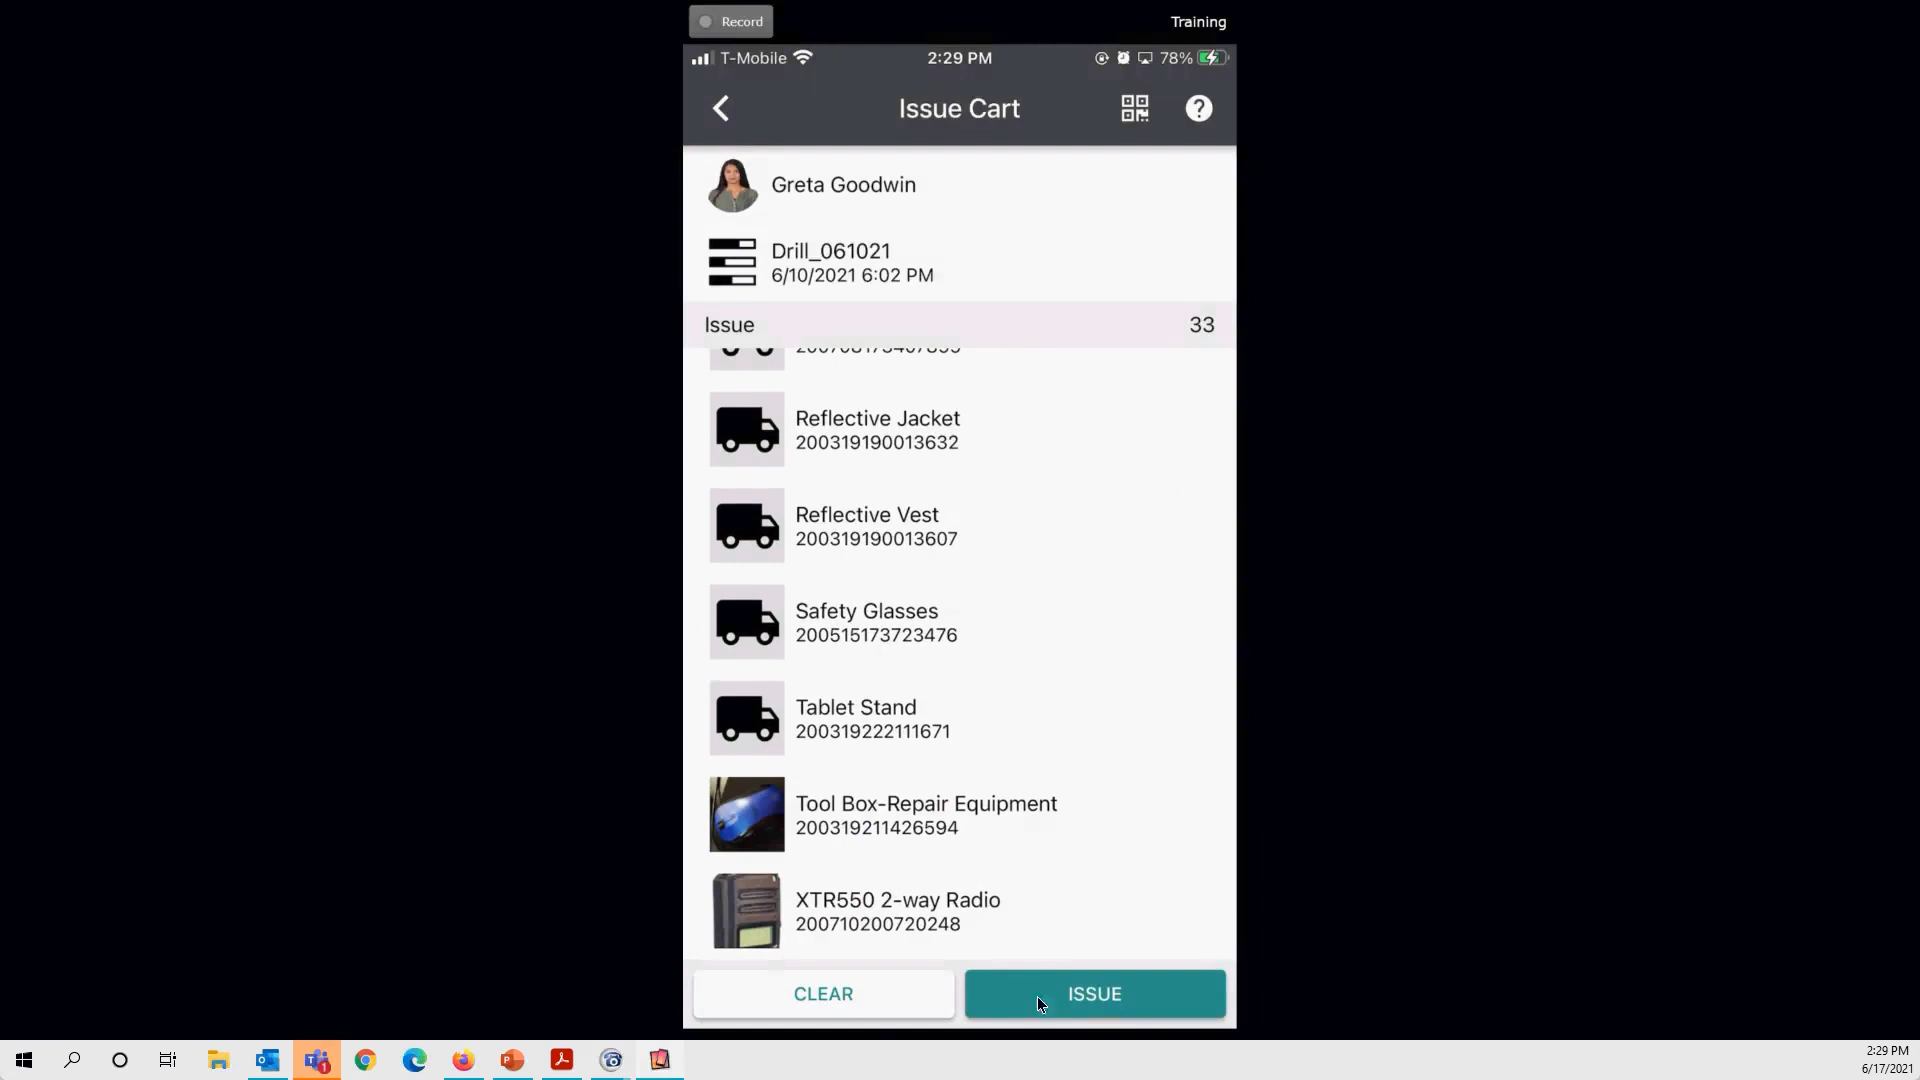 Record
Training
T-Mobile
2:29 PM
78%
Issue Cart
Greta Goodwin
Drill_061021
6/10/2021 6:02 PM
Issue
33
Reflective Jacket
200319190013632
Reflective Vest
200319190013607
Safety Glasses
200515173723476
Tablet Stand
200319222111671
Tool Box-Repair Equipment
200319211426594
XTR550 2-way Radio
200710200720248
CLEAR
ISSUE
2:29 PM
6/17/2021